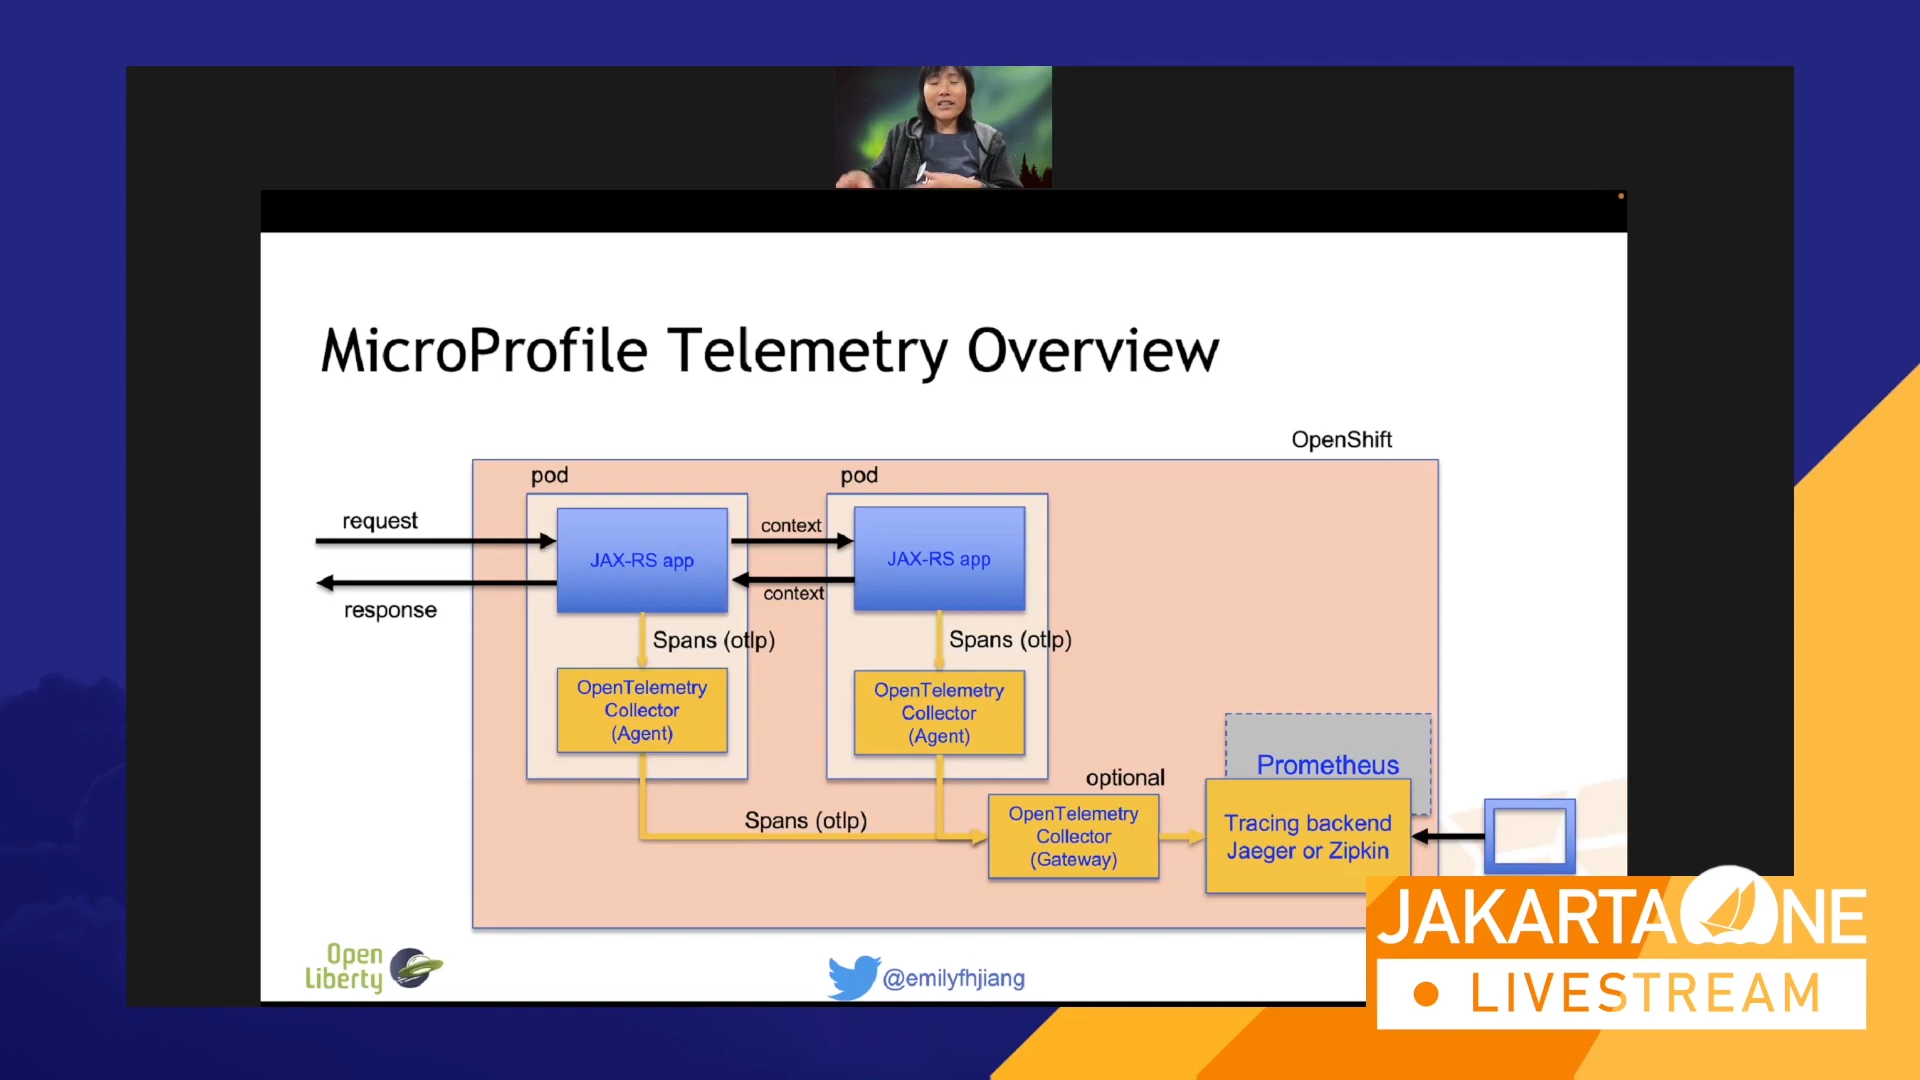 MicroProfile Telemetry Overview
OpenShift
pod
pod
request
response
context
context
JAX-RS app
JAX-RS app
Spans (otlp)
Spans (otlp)
OpenTelemetry
Collector
(Agent)
OpenTelemetry
Collector
(Agent)
Spans (otlp)
optional
OpenTelemetry
Collector
(Gateway)
Prometheus
Tracing backend
Jaeger or Zipkin
Open
Liberty
@emilyfhjiang
JAKARTAONE
LIVESTREAM